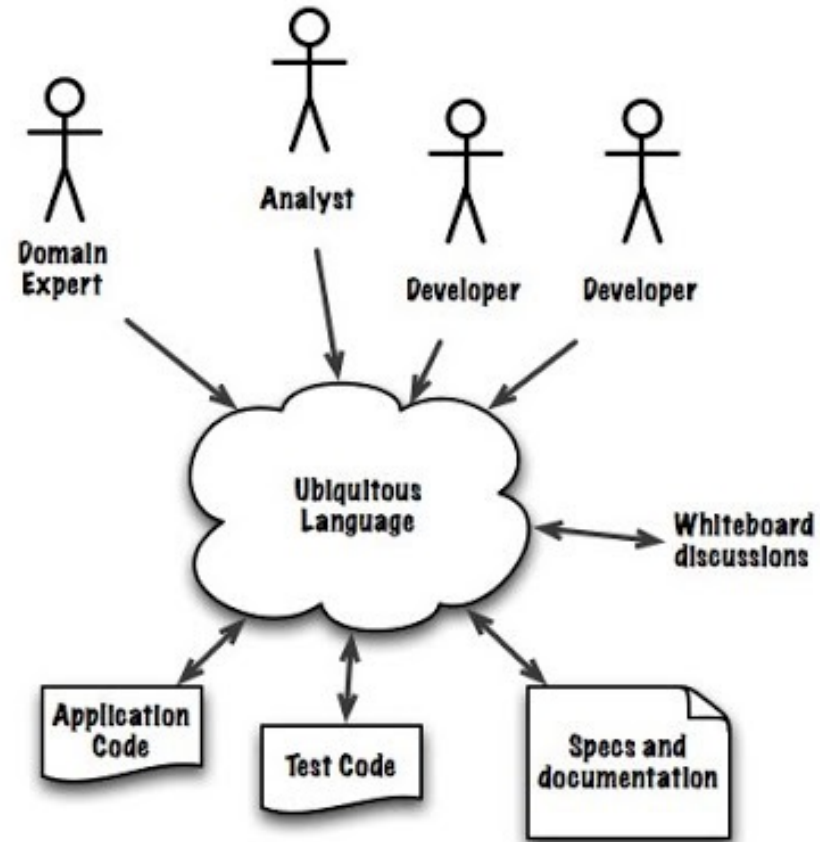 Analyst
Domain
Expert
Developer
Developer
Ubiquitous
Language
Whiteboard
discussions
Application
Code
Test Code
Specs and
documentation